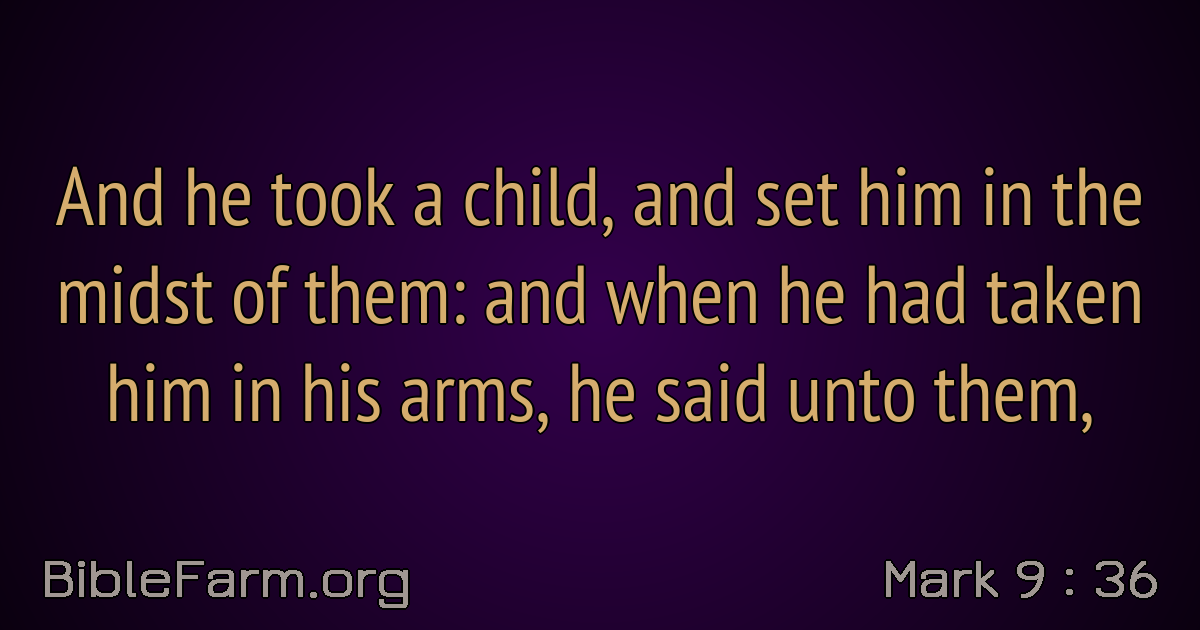 And he took a child, and set him in the
midst of them: and when he had taken
him in his arms, he said unto them,
BibleFarm.org
Mark 9 : 36